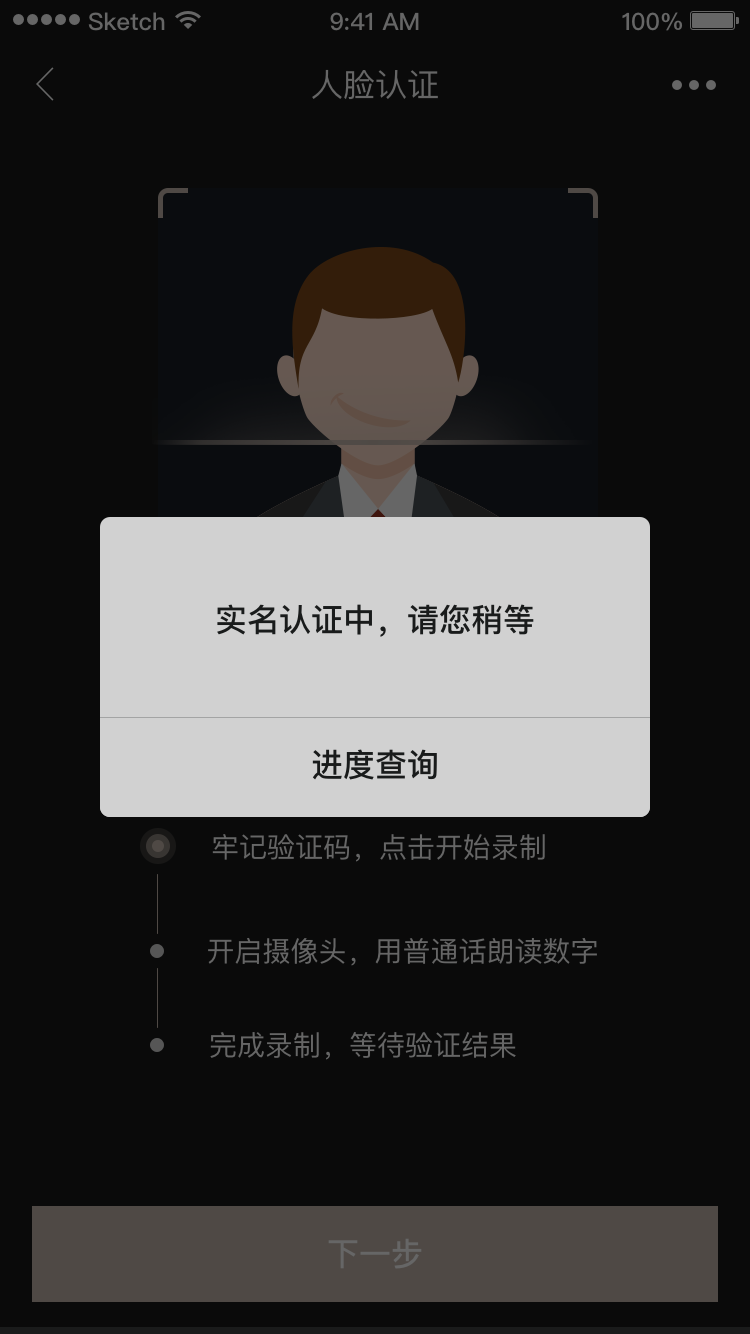 Sketch 9:41 AM 100%
人脸认证
实名认证中，请您稍等
进度查询
牢记验证码，点击开始录制
开启摄像头，用普通话朗读数字
完成录制，等待验证结果
下一步